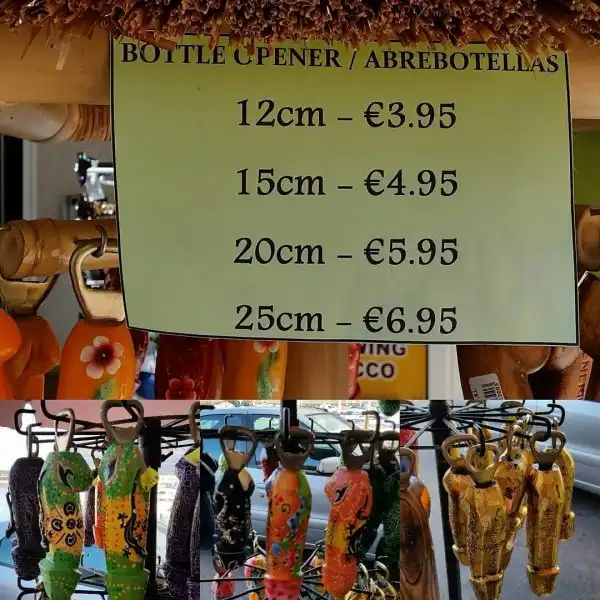 BOTTLE OPENER / ABREBOTELLAS
12cm – €3.95
15cm – €4.95
20cm – €5.95
25cm – €6.95